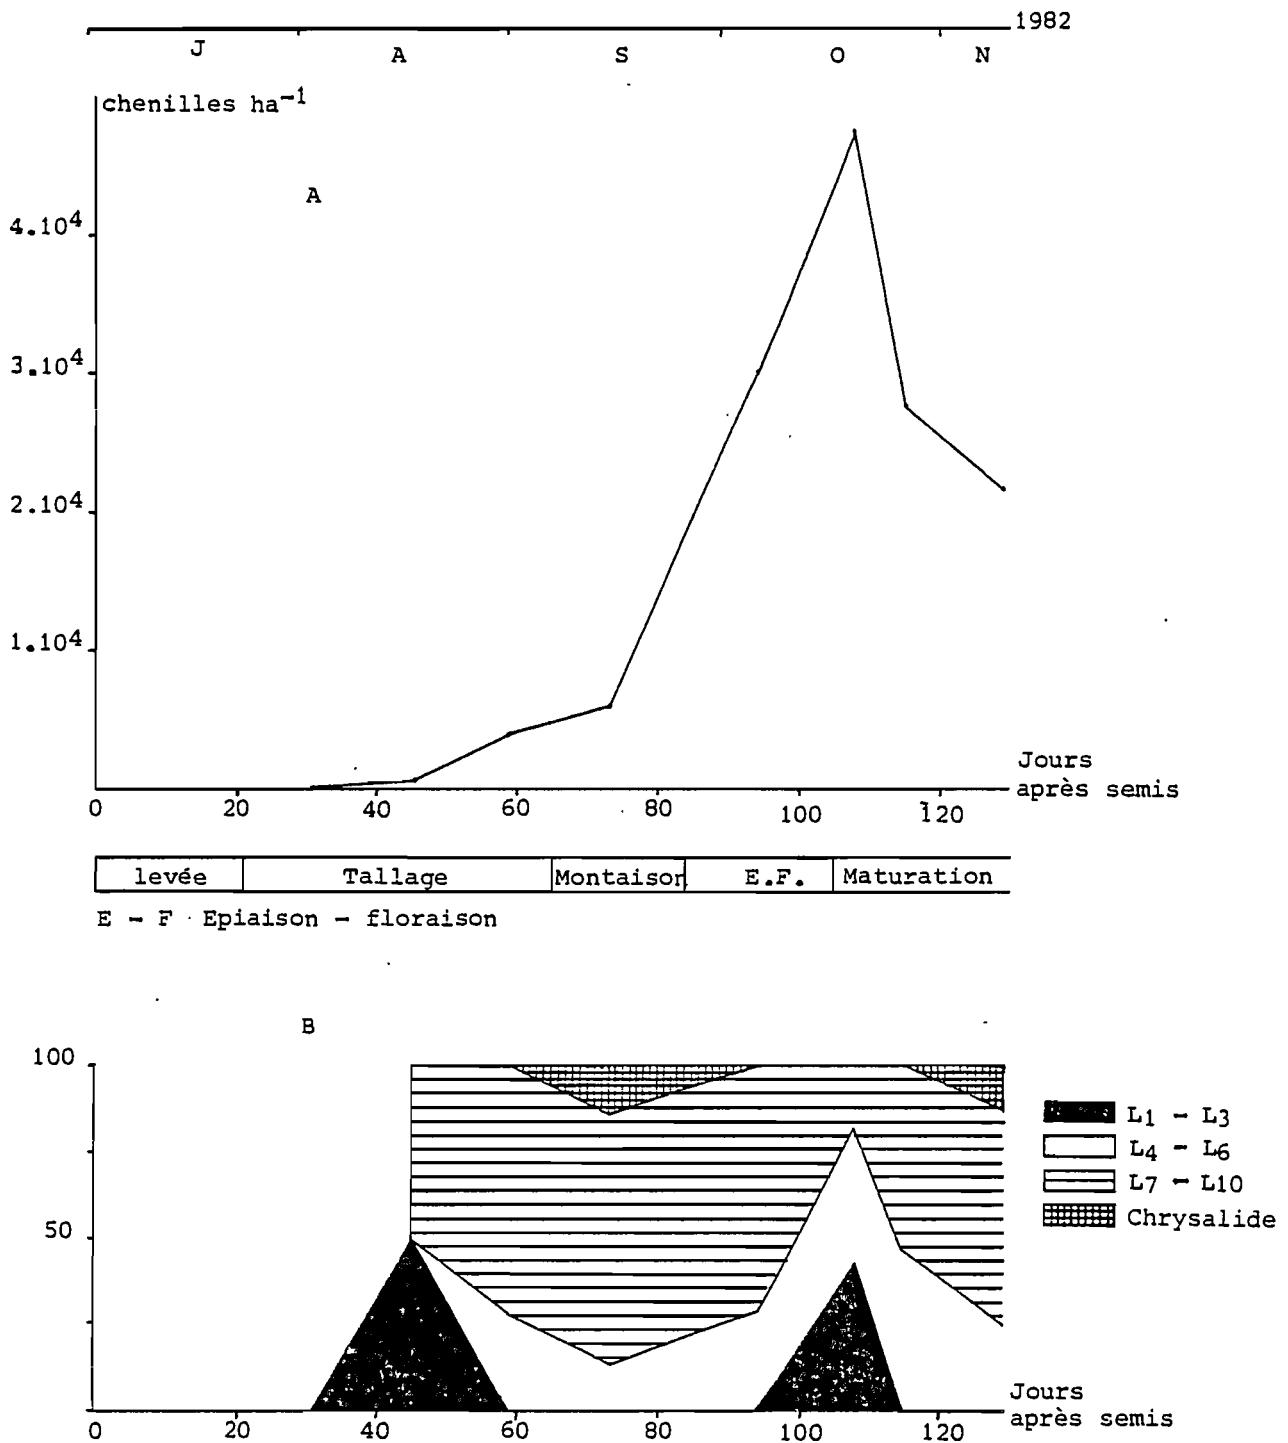 1982
J A S O N
chenilles ha⁻¹
A
4.10⁴
3.10⁴
2.10⁴
1.10⁴
Jours
après semis
0 20 40 60 80 100 120
levée Tallage Montaison E.F. Maturation
E - F Epiaison - floraison
B
100
50
L1 - L3
L4 - L6
L7 - L10
Chrysalide
Jours
après semis
0 20 40 60 80 100 120